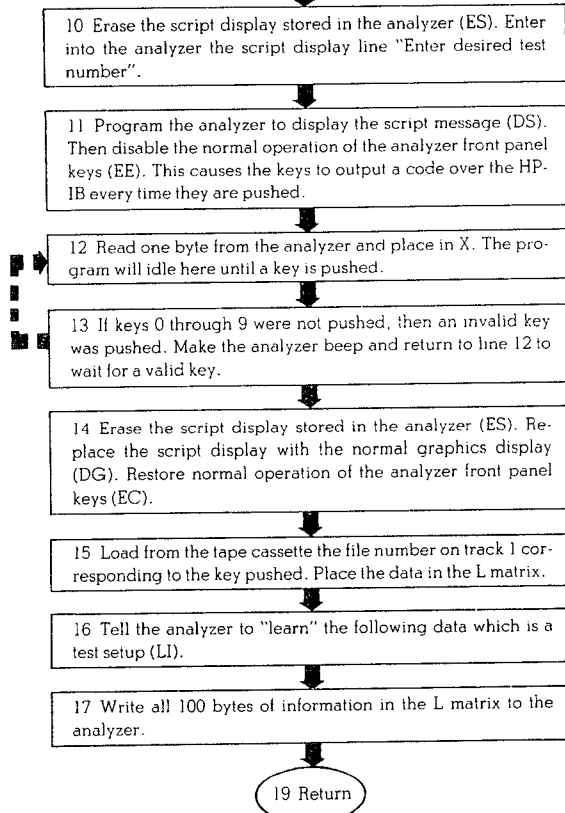 10 Erase the script display stored in the analyzer (ES). Enter
into the analyzer the script display line "Enter desired test
number".
11 Program the analyzer to display the script message (DS).
Then disable the normal operation of the analyzer front panel
keys (EE). This causes the keys to output a code over the HP-
IB every time they are pushed.
12 Read one byte from the analyzer and place in X. The pro-
gram will idle here until a key is pushed.
13 If keys 0 through 9 were not pushed, then an invalid key
was pushed. Make the analyzer beep and return to line 12 to
wait for a valid key.
14 Erase the script display stored in the analyzer (ES). Re-
place the script display with the normal graphics display
(DG). Restore normal operation of the analyzer front panel
keys (EC).
15 Load from the tape cassette the file number on track 1 cor-
responding to the key pushed. Place the data in the L matrix.
16 Tell the analyzer to "learn" the following data which is a
test setup (LI).
17 Write all 100 bytes of information in the L matrix to the
analyzer.
19 Return